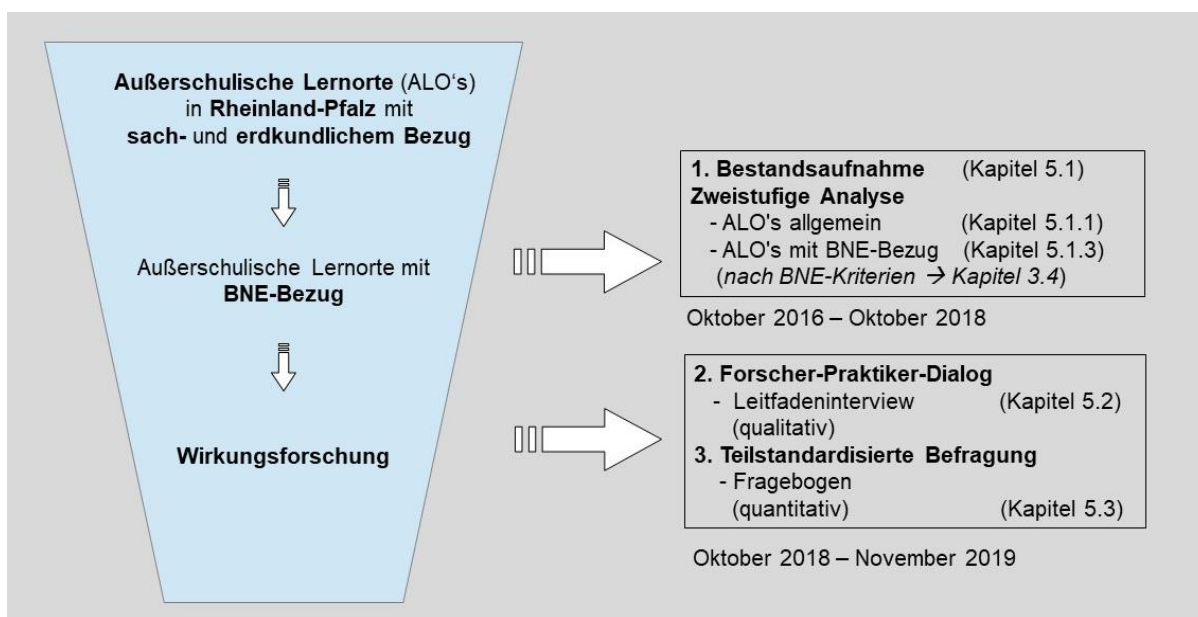 Außerschulische Lernorte (ALO‘s)
in Rheinland-Pfalz mit
sach- und erdkundlichem Bezug
Außerschulische Lernorte mit
BNE-Bezug
Wirkungsforschung
1. Bestandsaufnahme (Kapitel 5.1)
Zweistufige Analyse
- ALO's allgemein (Kapitel 5.1.1)
- ALO's mit BNE-Bezug (Kapitel 5.1.3)
(nach BNE-Kriterien → Kapitel 3.4)
Oktober 2016 – Oktober 2018
2. Forscher-Praktiker-Dialog
- Leitfadeninterview (Kapitel 5.2)
(qualitativ)
3. Teilstandardisierte Befragung
- Fragebogen
(quantitativ) (Kapitel 5.3)
Oktober 2018 – November 2019